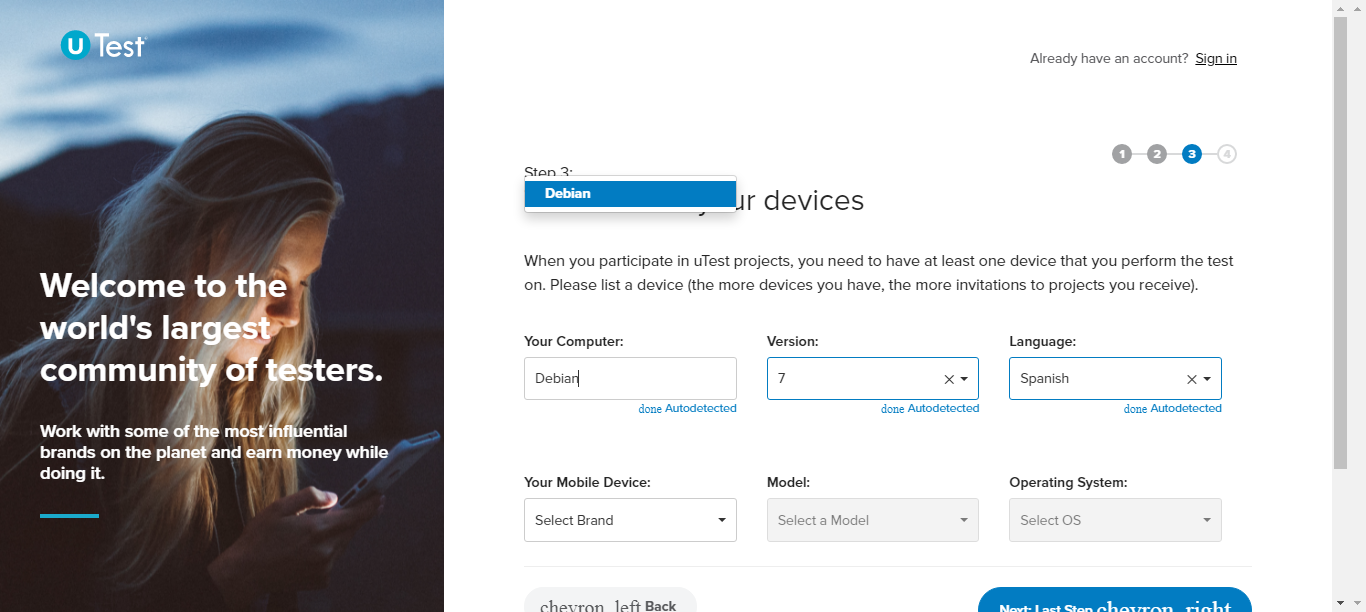 U Test
Welcome to the
world's largest
community of testers.
Work with some of the most influential
brands on the planet and earn money while
doing it.
Already have an account? Sign in
1 2 3 4
Step 3:
Debian
devices
When you participate in uTest projects, you need to have at least one device that you perform the test
on. Please list a device (the more devices you have, the more invitations to projects you receive).
Your Computer: Version: Language:
Debian 7 Spanish
done Autodetected done Autodetected done Autodetected
Your Mobile Device: Model: Operating System:
Select Brand Select a Model Select OS
chevron_left Back Next: Last Step chevron_right